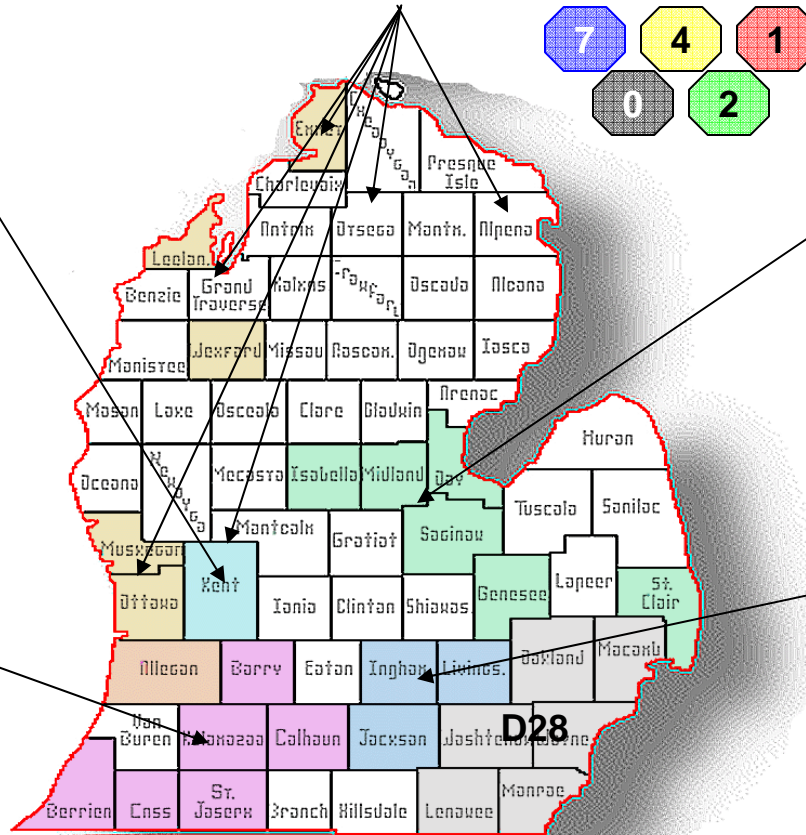 7 4 1
0 2
Emmet
Cheboygan
Presque
Isle
Charlevoix
Antrim Otsego Montm. Alpena
Leelan.
Benzie Grand
Traverse Kalkas Crawford Oscoda Alcona
Manistee Wexford Missau Roscom. Ogemaw Iosco
Arenac
Mason Lake Osceola Clare Gladwin
Huron
Oceana Newaygo Mecosta Isabella Midland Bay
Tuscola Sanilac
Muskegon Montcalm Gratiot Saginaw
Ottawa Kent Ionia Clinton Shiawas. Genesee Lapeer St.
Clair
Allegan Barry Eaton Ingham Livings. Oakland Macomb
Van
Buren Kalamazoo Calhoun Jackson Washtenaw D28 Wayne
Berrien Cass St.
Joseph Branch Hillsdale Lenawee Monroe